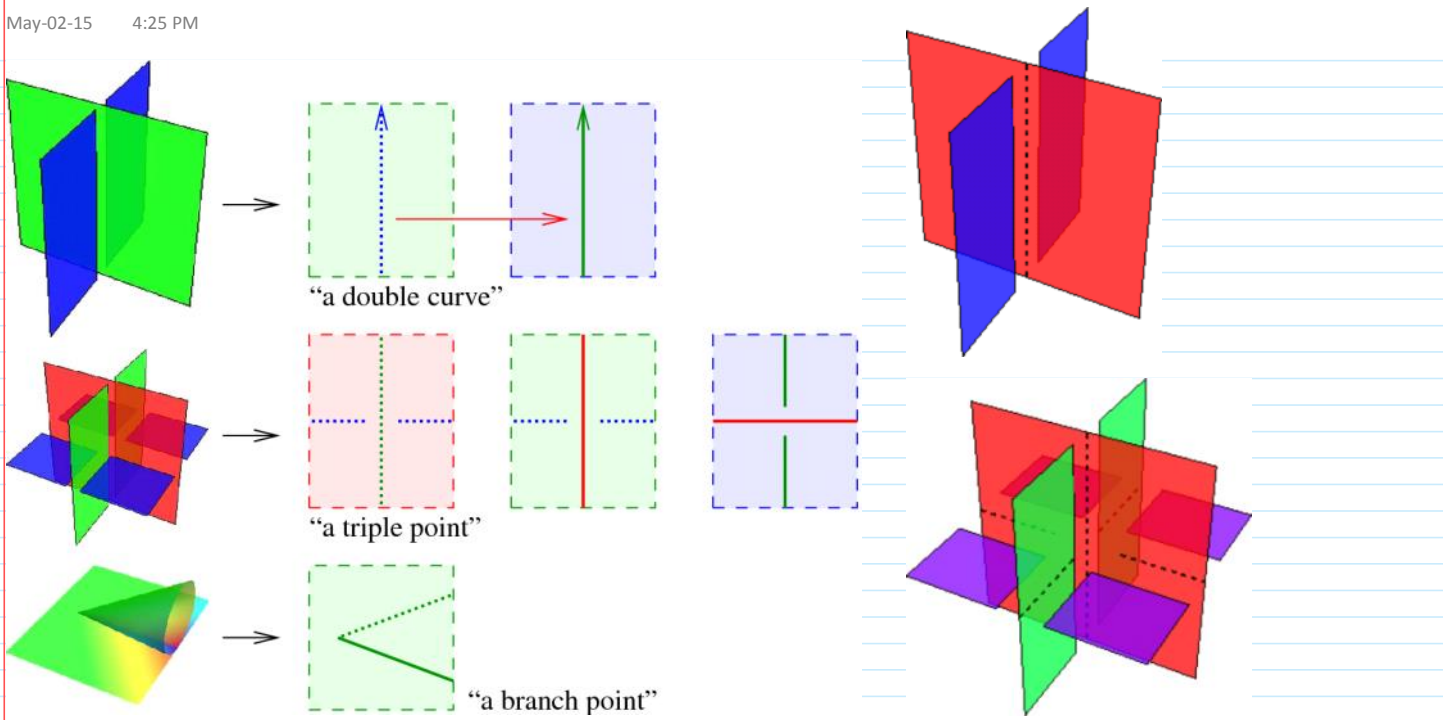 May-02-15 4:25 PM
“a double curve”
“a triple point”
“a branch point”